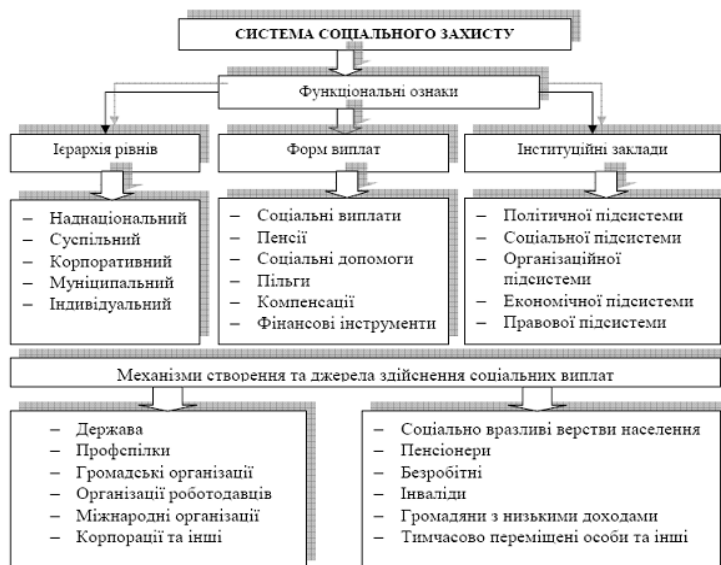 СИСТЕМА СОЦІАЛЬНОГО ЗАХИСТУ
Функціональні ознаки
Ієрархія рівнів
Форм виплат
Інституційні заклади
– Наднаціональний
– Суспільний
– Корпоративний
– Муніципальний
– Індивідуальний
– Соціальні виплати
– Пенсії
– Соціальні допомоги
– Пільги
– Компенсації
– Фінансові інструменти
– Політичної підсистеми
– Соціальної підсистеми
– Організаційної
підсистеми
– Економічної підсистеми
– Правової підсистеми
Механізми створення та джерела здійснення соціальних виплат
– Держава
– Профспілки
– Громадські організації
– Організації роботодавців
– Міжнародні організації
– Корпорації та інші
– Соціально вразливі верстви населення
– Пенсіонери
– Безробітні
– Інваліди
– Громадяни з низькими доходами
– Тимчасово переміщені особи та інші